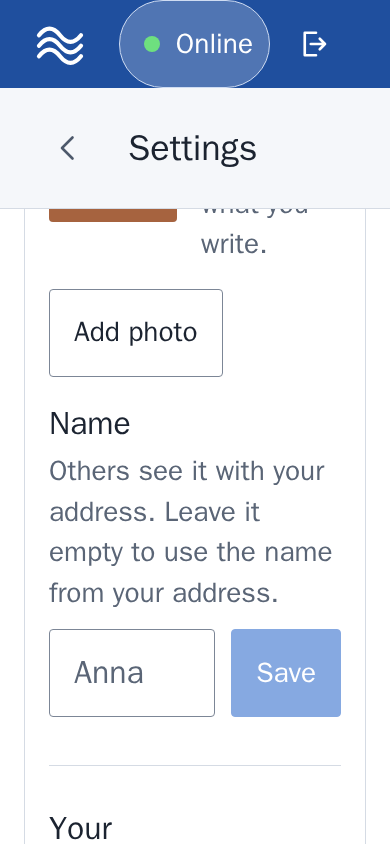 Online
Settings
what you
write.
Add photo
Name
Others see it with your
address. Leave it
empty to use the name
from your address.
Anna
Save
Your